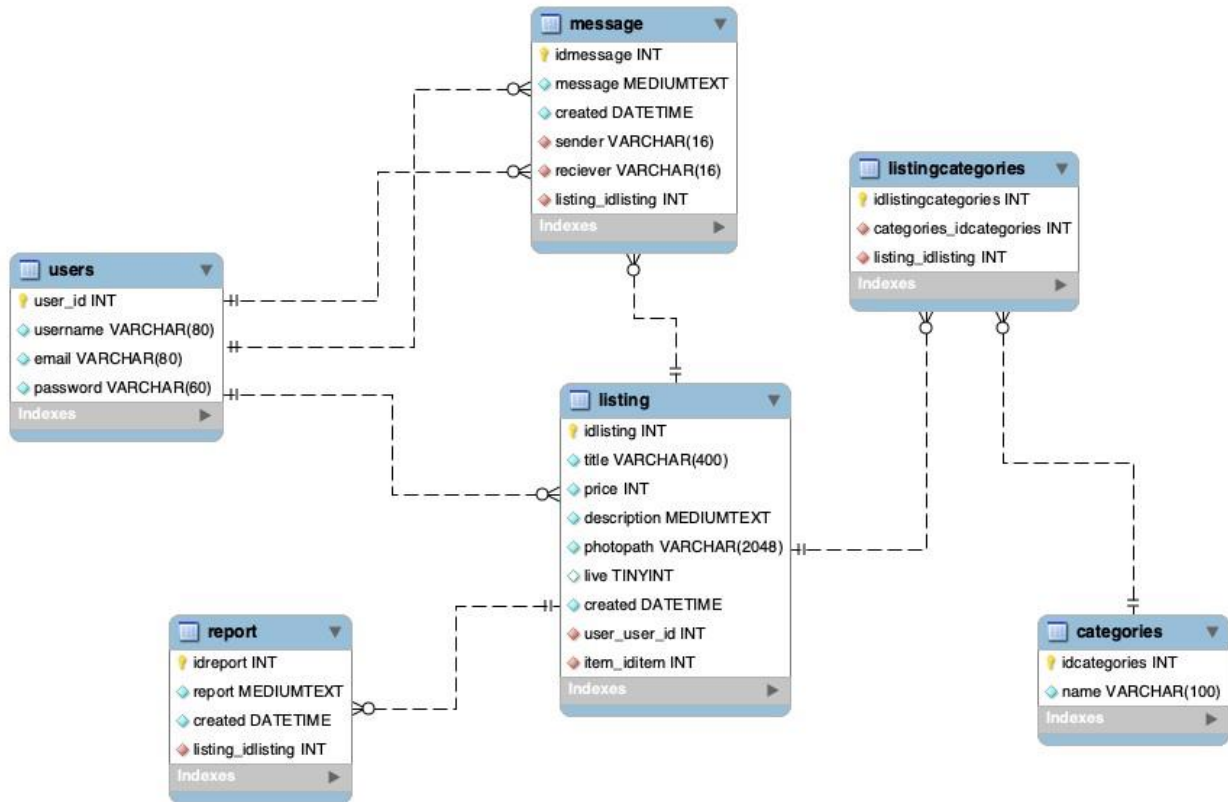 message
idmessage INT
message MEDIUMTEXT
created DATETIME
sender VARCHAR(16)
reciever VARCHAR(16)
listing_idlisting INT
Indexes
listingcategories
idlistingcategories INT
categories_idcategories INT
listing_idlisting INT
Indexes
users
user_id INT
username VARCHAR(80)
email VARCHAR(80)
password VARCHAR(60)
Indexes
listing
idlisting INT
title VARCHAR(400)
price INT
description MEDIUMTEXT
photopath VARCHAR(2048)
live TINYINT
created DATETIME
user_user_id INT
item_iditem INT
Indexes
report
idreport INT
report MEDIUMTEXT
created DATETIME
listing_idlisting INT
Indexes
categories
idcategories INT
name VARCHAR(100)
Indexes